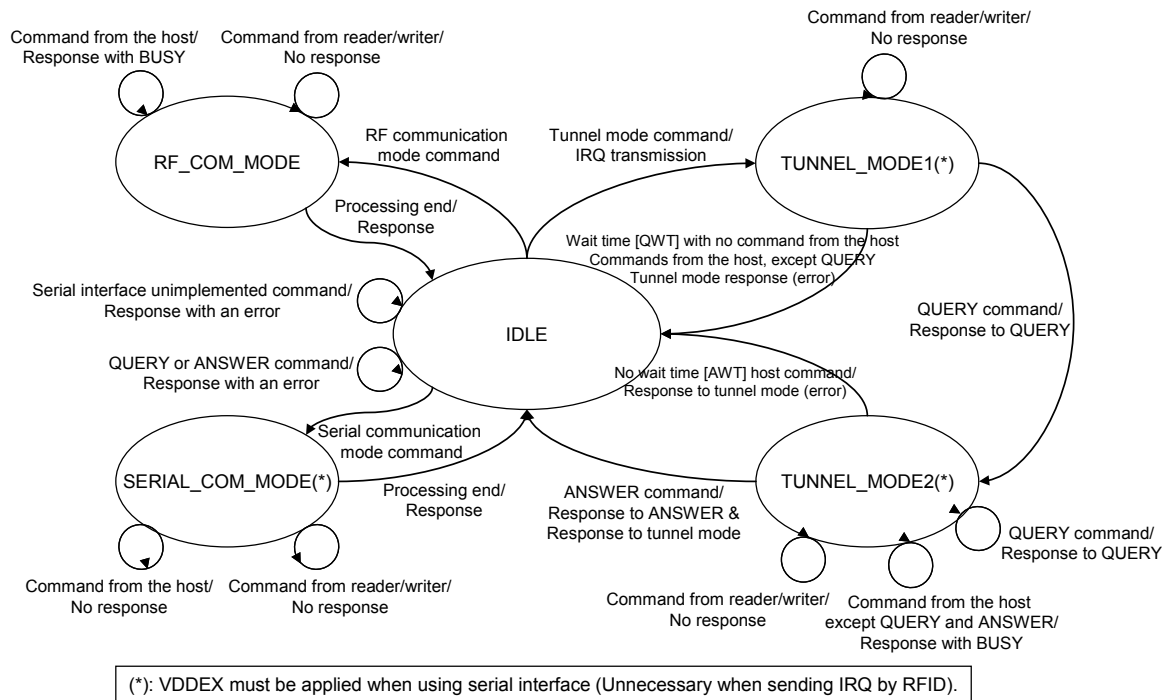 Command from the host/
Response with BUSY
Command from reader/writer/
No response
Command from reader/writer/
No response
RF_COM_MODE
RF communication
mode command
Tunnel mode command/
IRQ transmission
TUNNEL_MODE1(*)
Processing end/
Response
Wait time [QWT] with no command from the host
Commands from the host, except QUERY
Tunnel mode response (error)
Serial interface unimplemented command/
Response with an error
IDLE
QUERY command/
Response to QUERY
QUERY or ANSWER command/
Response with an error
No wait time [AWT] host command/
Response to tunnel mode (error)
Serial communication
mode command
SERIAL_COM_MODE(*)
Processing end/
Response
ANSWER command/
Response to ANSWER &
Response to tunnel mode
TUNNEL_MODE2(*)
QUERY command/
Response to QUERY
Command from the host/
No response
Command from reader/writer/
No response
Command from reader/writer/
No response
Command from the host
except QUERY and ANSWER/
Response with BUSY
(*): VDDEX must be applied when using serial interface (Unnecessary when sending IRQ by RFID).